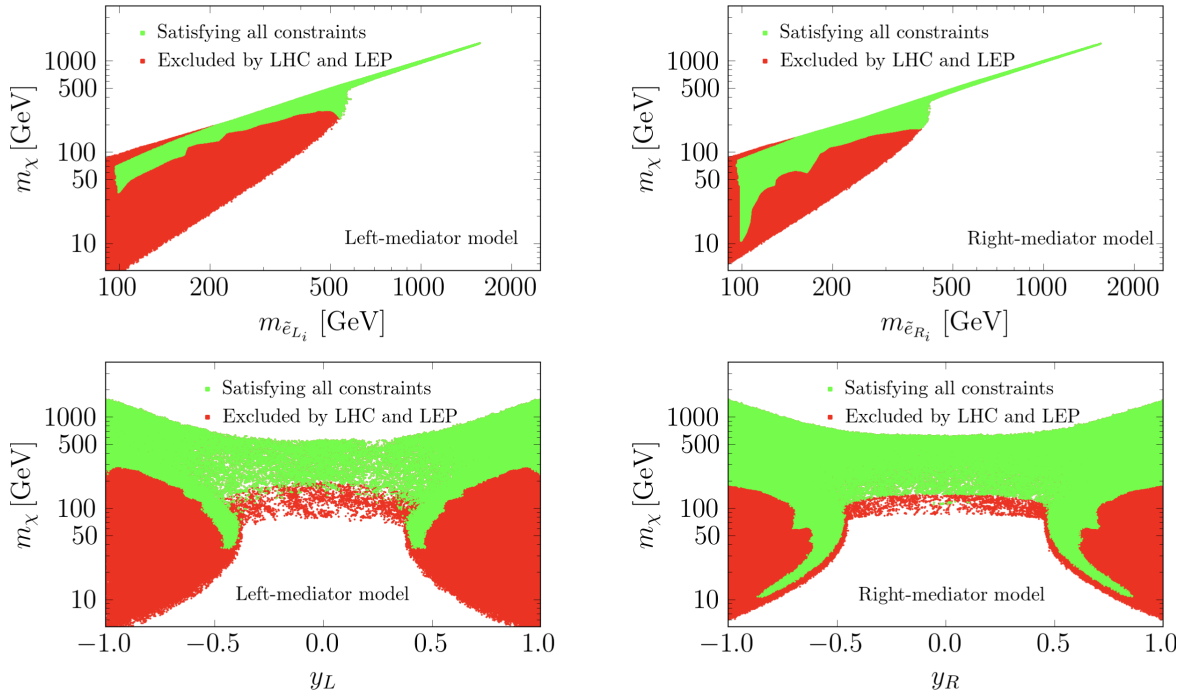 Satisfying all constraints
Excluded by LHC and LEP
1000
500
100
50
10
m_χ [GeV]
Left-mediator model
100 200 500 1000 2000
m_{ẽ_{L_i}} [GeV]
Satisfying all constraints
Excluded by LHC and LEP
1000
500
100
50
10
m_χ [GeV]
Right-mediator model
100 200 500 1000 2000
m_{ẽ_{R_i}} [GeV]
Satisfying all constraints
Excluded by LHC and LEP
1000
500
100
50
10
m_χ [GeV]
Left-mediator model
−1.0 −0.5 0.0 0.5 1.0
y_L
Satisfying all constraints
Excluded by LHC and LEP
1000
500
100
50
10
m_χ [GeV]
Right-mediator model
−1.0 −0.5 0.0 0.5 1.0
y_R